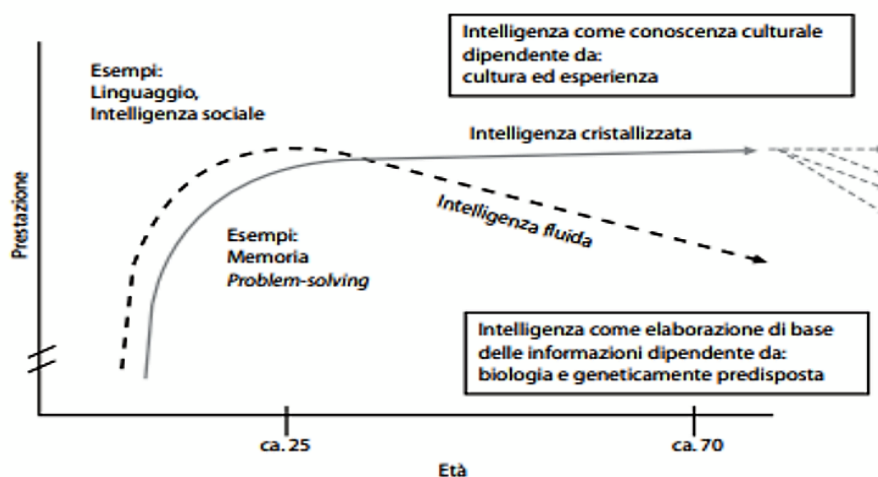 Intelligenza come conoscenza culturale
dipendente da:
cultura ed esperienza
Esempi:
Linguaggio,
Intelligenza sociale
Intelligenza cristallizzata
Prestazione
Intelligenza fluida
Esempi:
Memoria
Problem-solving
Intelligenza come elaborazione di base
delle informazioni dipendente da:
biologia e geneticamente predisposta
ca. 25
ca. 70
Età